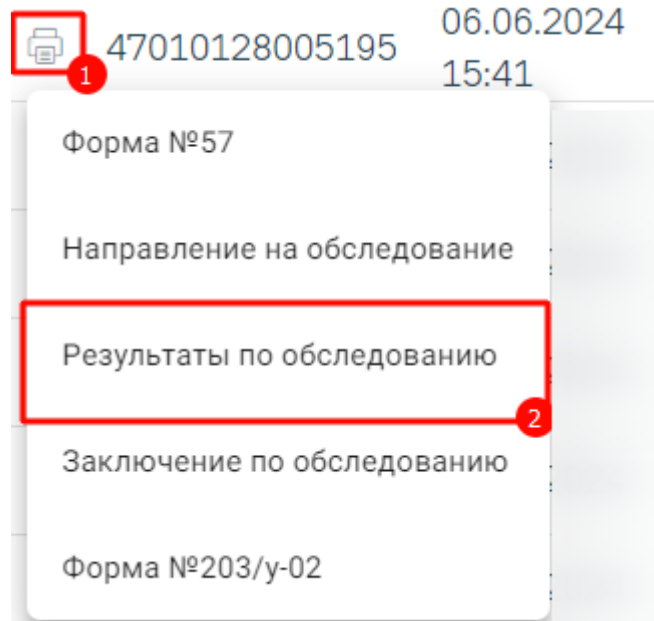 47010128005195
06.06.2024
15:41
1
Форма №57
Направление на обследование
Результаты по обследованию
2
Заключение по обследованию
Форма №203/у-02